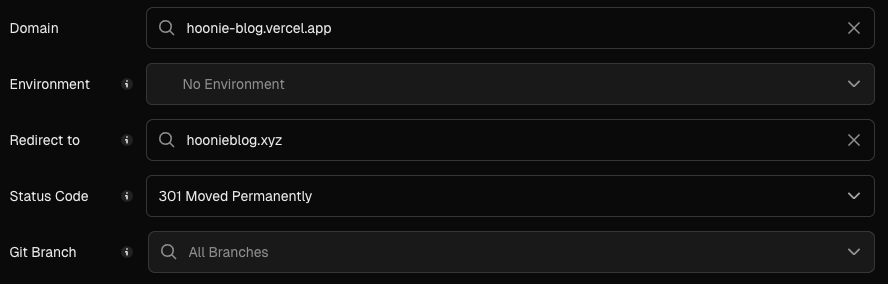 Domain hoonie-blog.vercel.app
Environment No Environment
Redirect to hoonieblog.xyz
Status Code 301 Moved Permanently
Git Branch All Branches